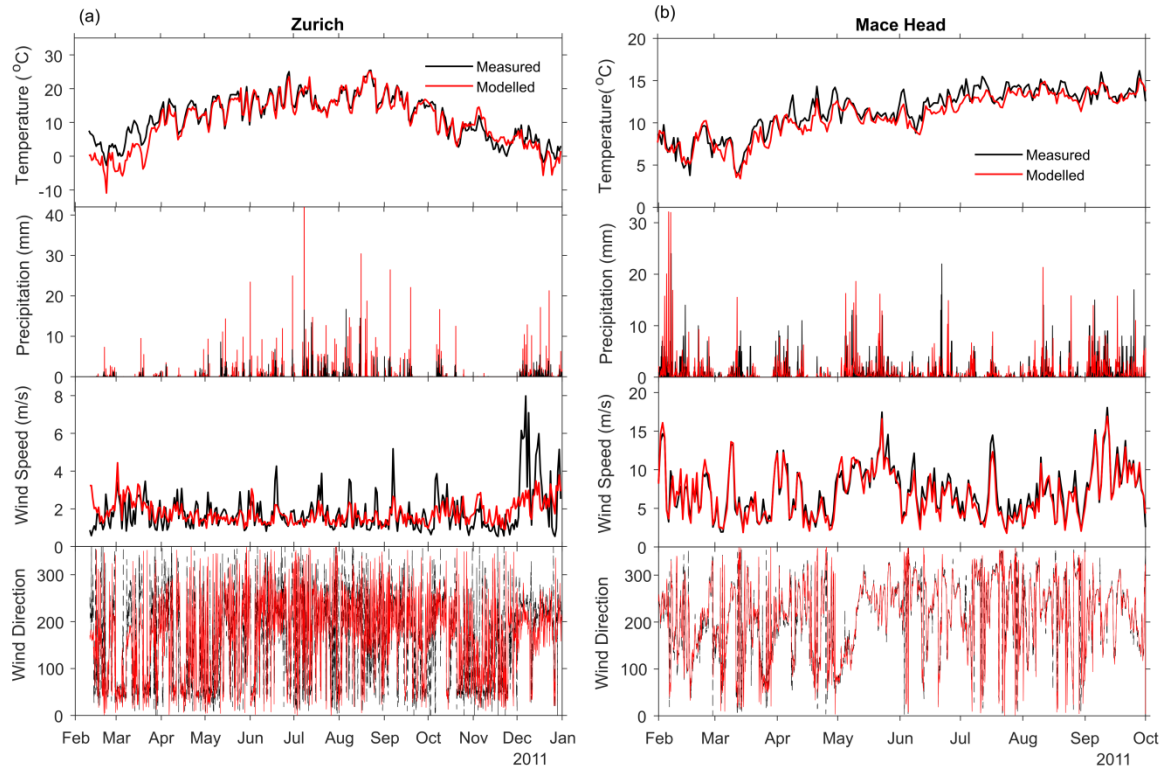 (a)
Zurich
Temperature (°C)
20
10
0
-10
Measured
Modelled
Precipitation (mm)
40
30
20
10
0
Wind Speed (m/s)
8
6
4
2
0
Wind Direction
300
200
100
0
Feb Mar Apr May Jun Jul Aug Sep Oct Nov Dec Jan
2011
(b)
Mace Head
Temperature(°C)
20
15
10
5
0
Measured
Modelled
Precipitation (mm)
30
20
10
0
Wind Speed (m/s)
20
15
10
5
0
Wind Direction
300
200
100
0
Feb Mar Apr May Jun Jul Aug Sep Oct
2011